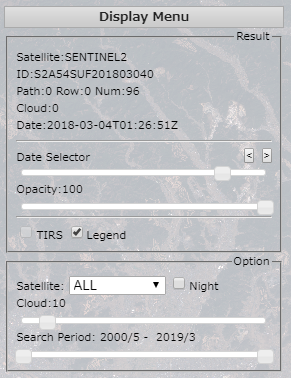 Display Menu
Result
Satellite:SENTINEL2
ID:S2A54SUF201803040
Path:0 Row:0 Num:96
Cloud:0
Date:2018-03-04T01:26:51Z
Date Selector < >
Opacity:100
TIRS Legend
Option
Satellite: ALL Night
Cloud:10
Search Period: 2000/5 - 2019/3